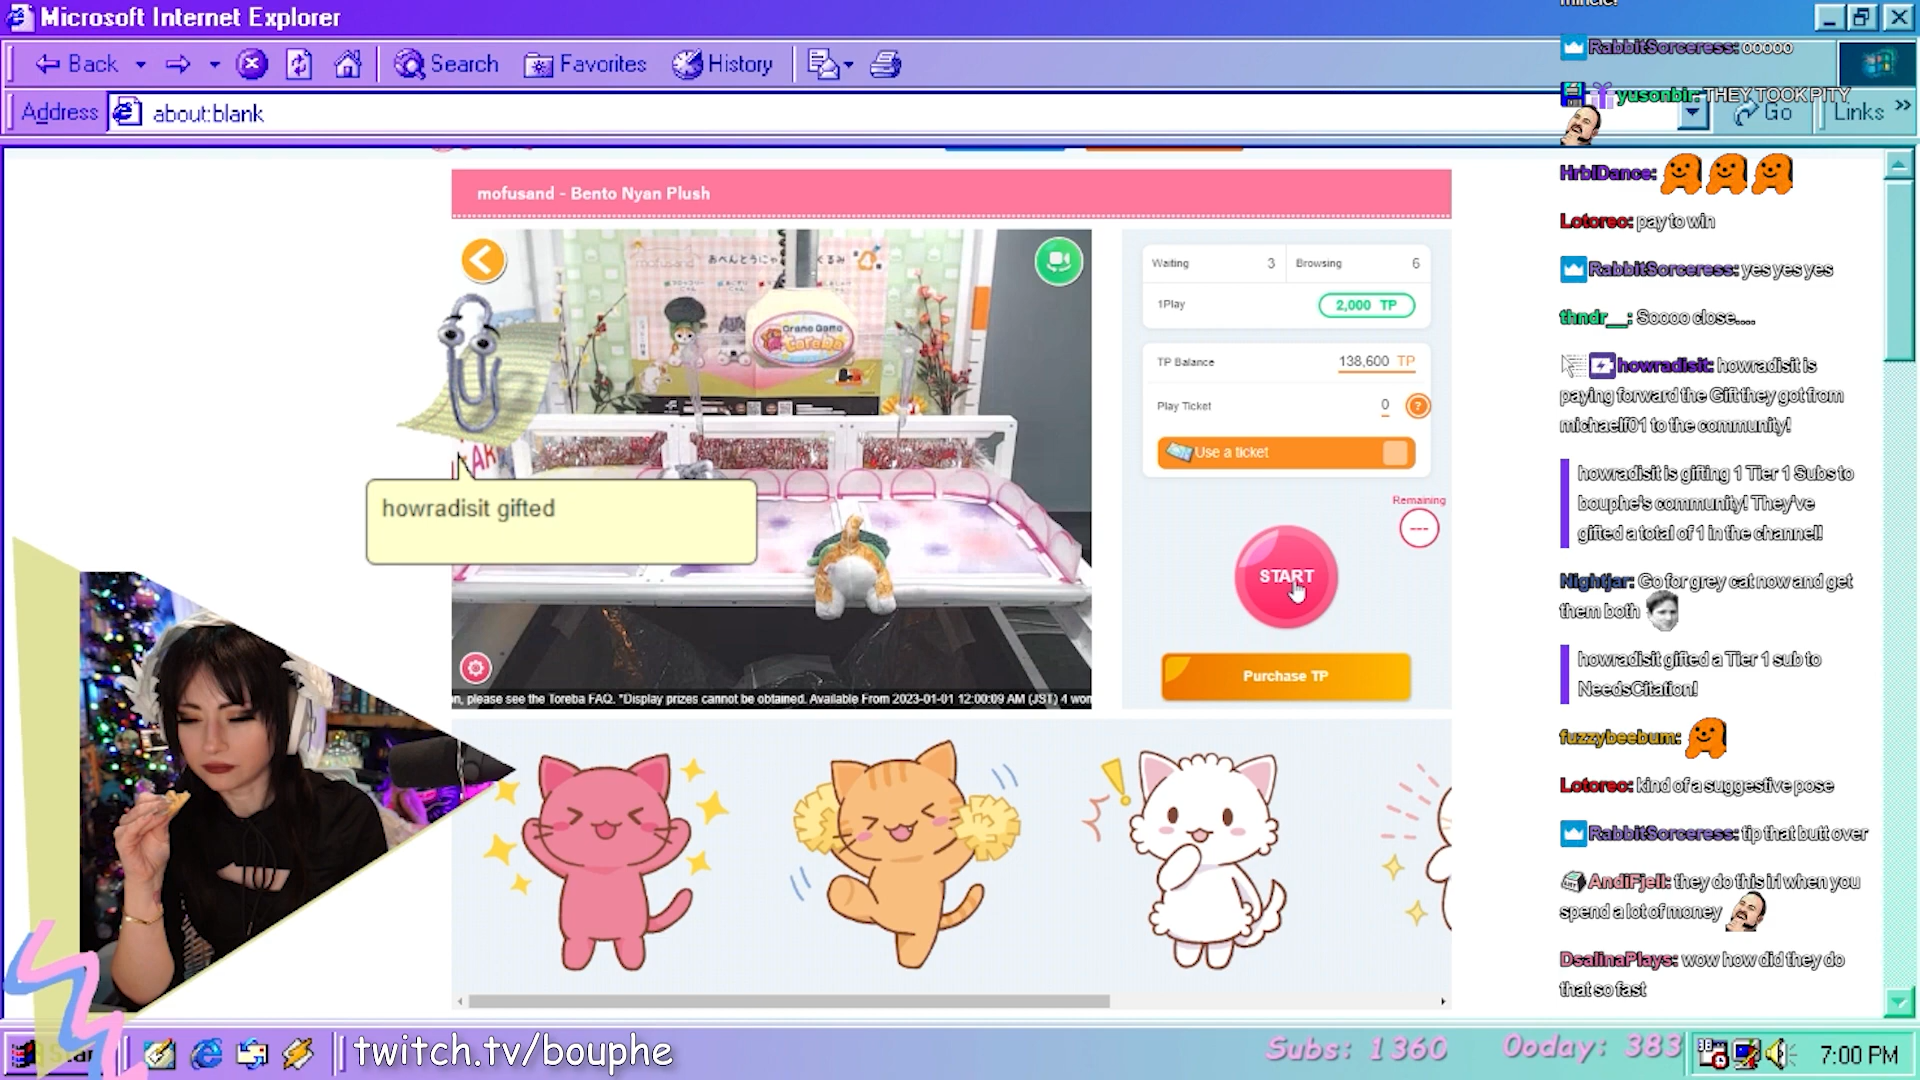 Microsoft Internet Explorer
Back
Search
Favorites
History
Address
about:blank
Go
Links
mofusand - Bento Nyan Plush
mofusand
Crane Game
Toreba
Waiting 3
Browsing 6
1Play 2,000 TP
TP Balance 138,600 TP
Play Ticket 0
?
Use a ticket
Remaining
---
START
Purchase TP
howradisit gifted
n, please see the Toreba FAQ. *Display prizes cannot be obtained. Available From 2023-01-01 12:00:09 AM (JST) 4 won
RabbitSorceress: ooooo
yusonbir: THEY TOOK PITY
HrblDance:
Lotoreo: pay to win
RabbitSorceress: yes yes yes
thndr__: Soooo close....
howradisit: howradisit is
paying forward the Gift they got from
michaelf01 to the community!
howradisit is gifting 1 Tier 1 Subs to
bouphe's community! They've
gifted a total of 1 in the channel!
Nightjar: Go for grey cat now and get
them both
howradisit gifted a Tier 1 sub to
NeedsCitation!
fuzzybeebum:
Lotoreo: kind of a suggestive pose
RabbitSorceress: tip that butt over
AndiFjell: they do this irl when you
spend a lot of money
DsalinaPlays: wow how did they do
that so fast
Start
twitch.tv/bouphe
Subs: 1360
Ooday: 383
7:00 PM